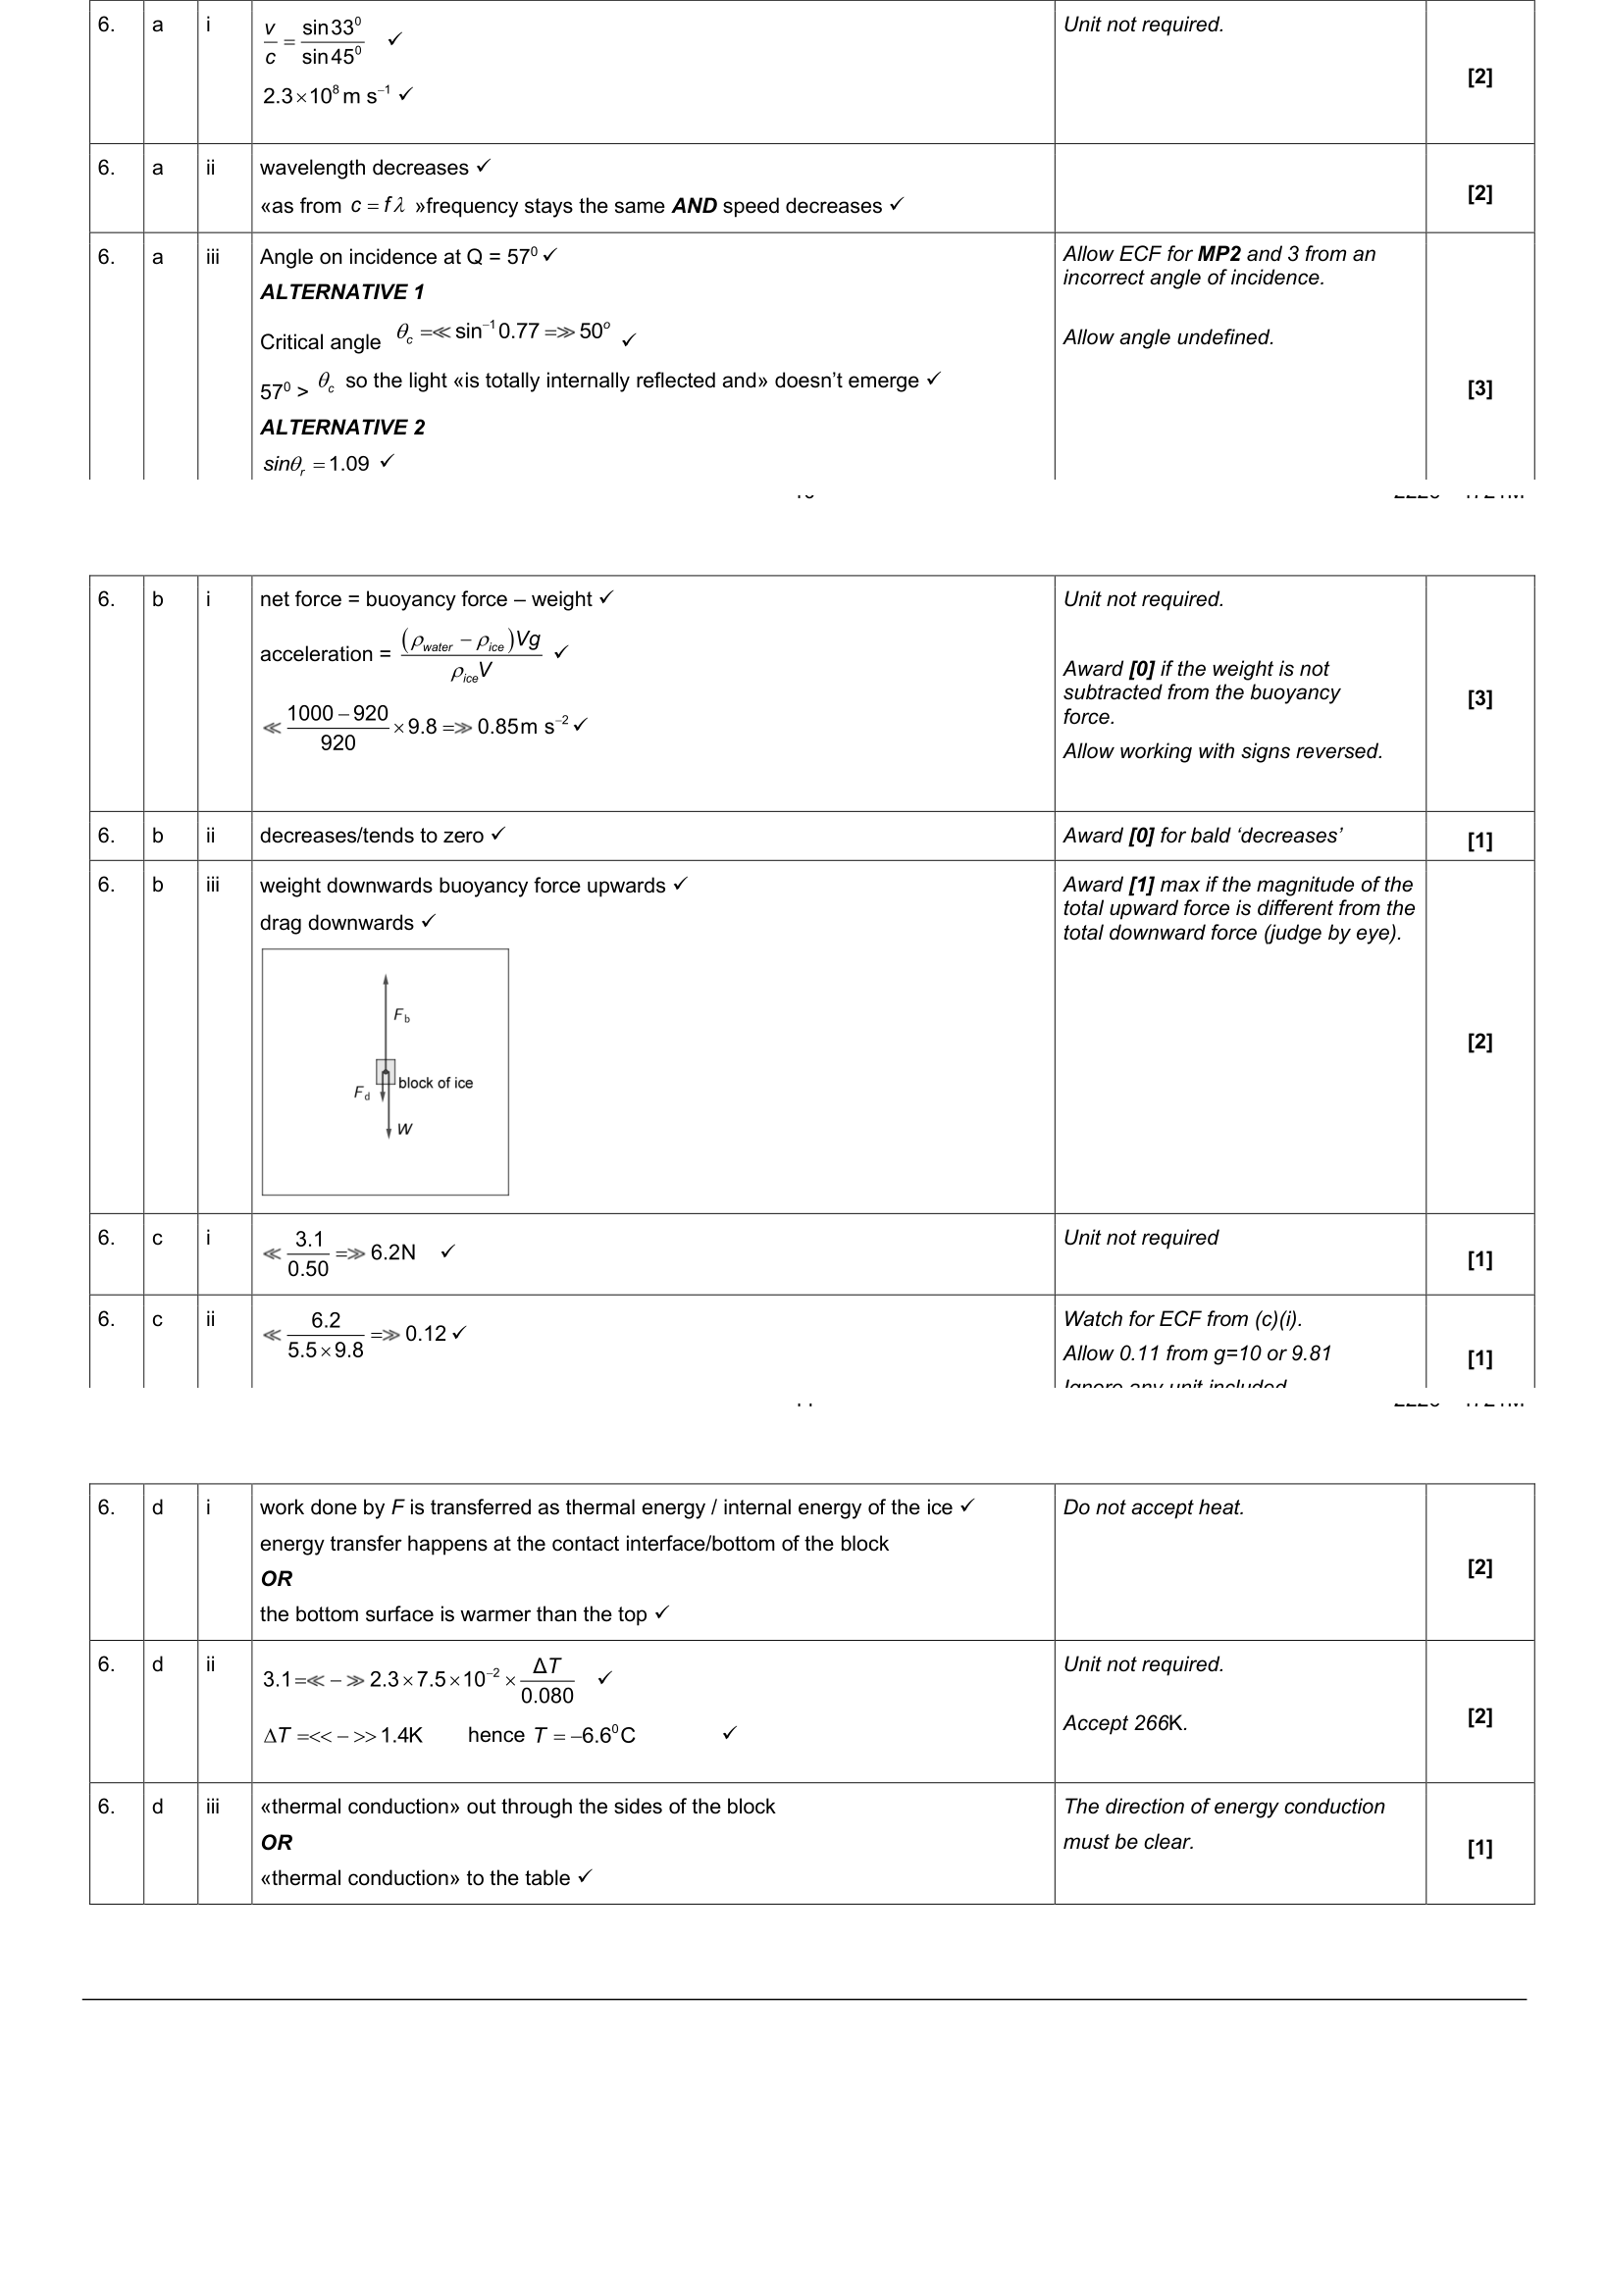 6. a i v/c = sin33⁰/sin45⁰ ✓ Unit not required.
2.3×10⁸ m s⁻¹ ✓ [2]
6. a ii wavelength decreases ✓
«as from c = fλ »frequency stays the same AND speed decreases ✓ [2]
6. a iii Angle on incidence at Q = 57⁰ ✓ Allow ECF for MP2 and 3 from an
incorrect angle of incidence.
ALTERNATIVE 1
Critical angle θc =≪ sin⁻¹0.77 =≫ 50° ✓ Allow angle undefined.
57⁰ > θc so the light «is totally internally reflected and» doesn't emerge ✓ [3]
ALTERNATIVE 2
sinθr = 1.09 ✓
6. b i net force = buoyancy force – weight ✓ Unit not required.
acceleration = (ρwater − ρice)Vg/ρiceV ✓ Award [0] if the weight is not
subtracted from the buoyancy
force.
≪ 1000 − 920/920 × 9.8 =≫ 0.85m s⁻² ✓ [3]
Allow working with signs reversed.
6. b ii decreases/tends to zero ✓ Award [0] for bald 'decreases' [1]
6. b iii weight downwards buoyancy force upwards ✓ Award [1] max if the magnitude of the
total upward force is different from the
drag downwards ✓ total downward force (judge by eye).
Fb
block of ice
Fd
W
[2]
6. c i ≪ 3.1/0.50 =≫ 6.2N ✓ Unit not required [1]
6. c ii ≪ 6.2/5.5×9.8 =≫ 0.12 ✓ Watch for ECF from (c)(i).
Allow 0.11 from g=10 or 9.81 [1]
6. d i work done by F is transferred as thermal energy / internal energy of the ice ✓ Do not accept heat.
energy transfer happens at the contact interface/bottom of the block
OR [2]
the bottom surface is warmer than the top ✓
6. d ii 3.1=≪ − ≫ 2.3×7.5×10⁻² × ΔT/0.080 ✓ Unit not required.
ΔT =<< − >> 1.4K hence T = −6.6⁰C ✓ Accept 266K. [2]
6. d iii «thermal conduction» out through the sides of the block The direction of energy conduction
OR must be clear. [1]
«thermal conduction» to the table ✓